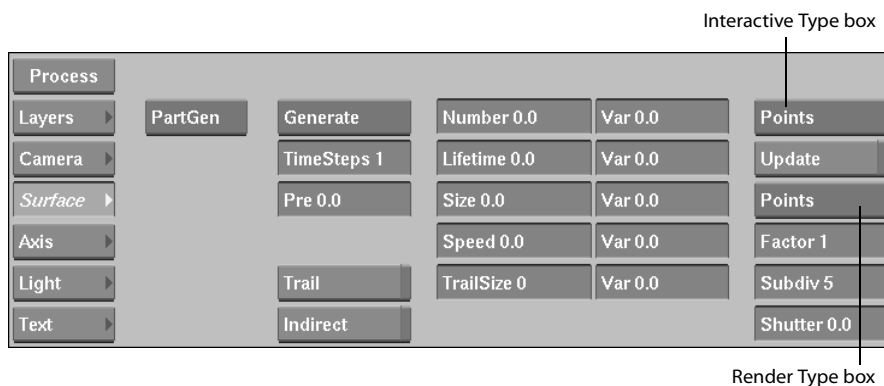 Interactive Type box
Process
Layers PartGen Generate Number 0.0 Var 0.0 Points
Camera TimeSteps 1 Lifetime 0.0 Var 0.0 Update
Surface Pre 0.0 Size 0.0 Var 0.0 Points
Axis Speed 0.0 Var 0.0 Factor 1
Light Trail TrailSize 0 Var 0.0 Subdiv 5
Text Indirect Shutter 0.0
Render Type box